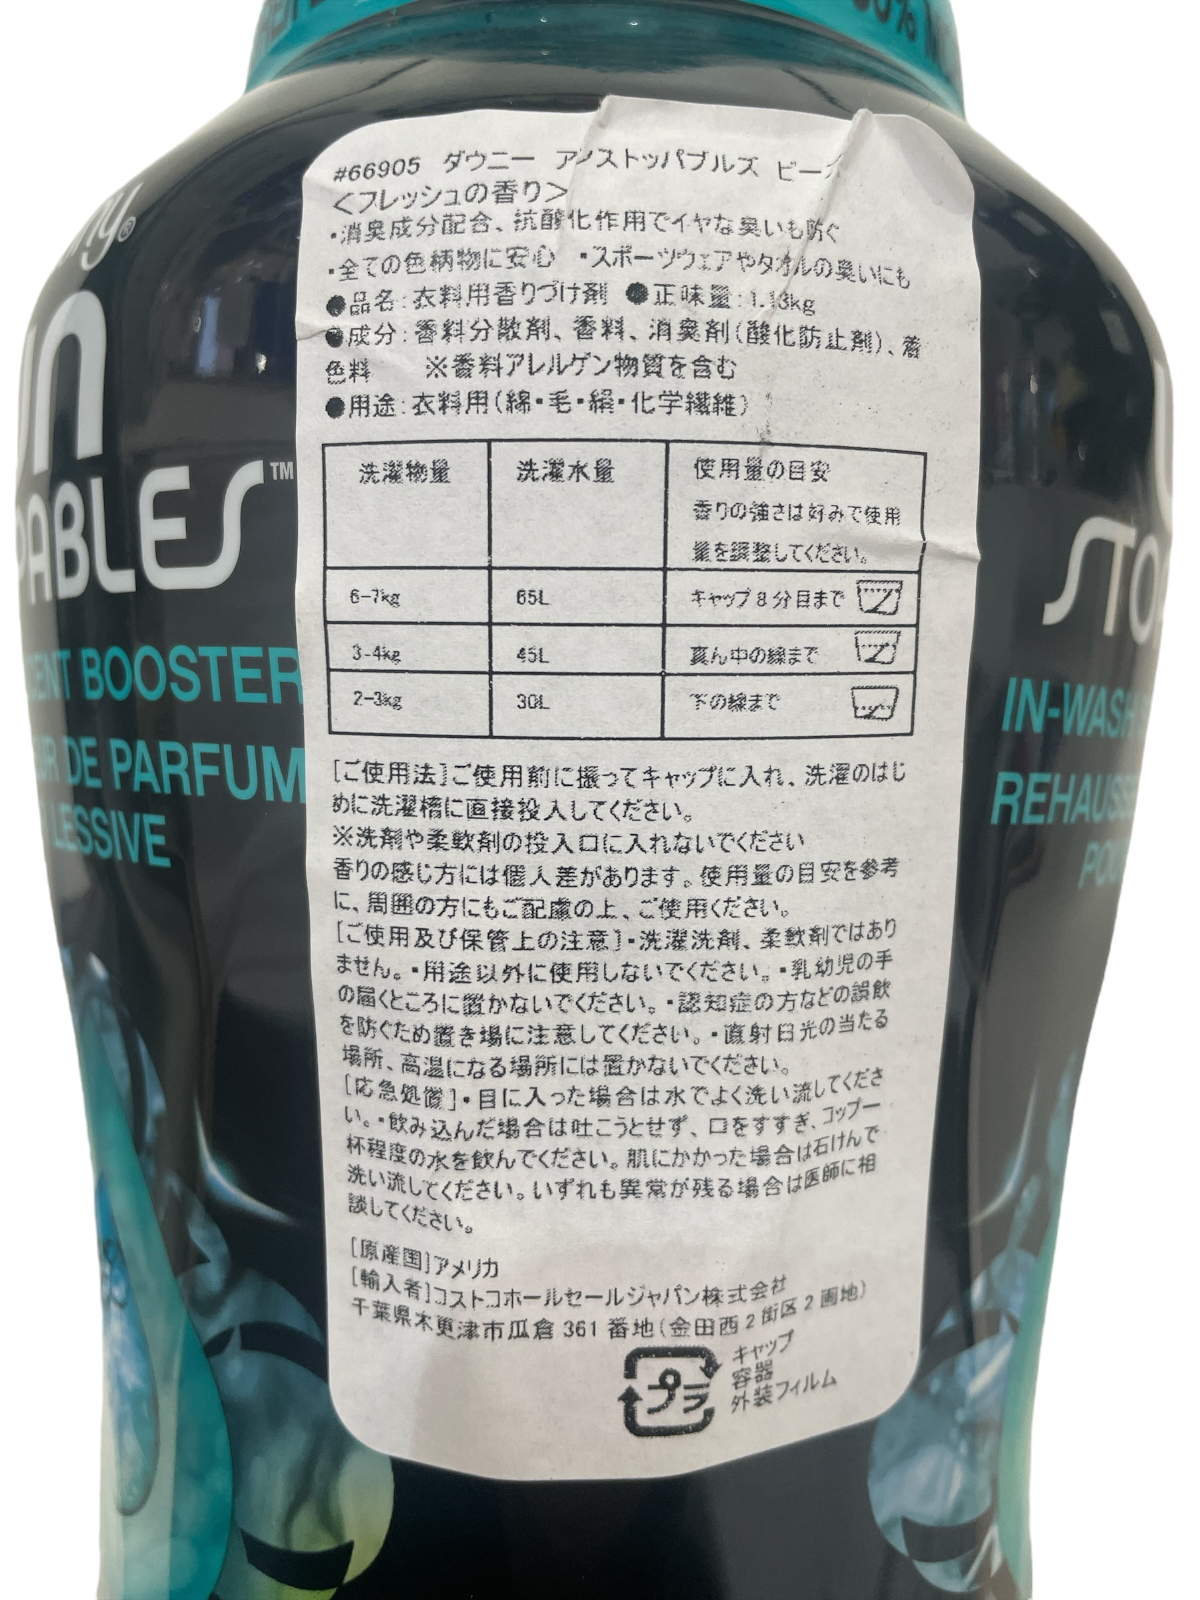 #66905 ダウニー アンストッパブルズ ビーズ
<フレッシュの香り>
・消臭成分配合、抗酸化作用でイヤな臭いも防ぐ
・全ての色柄物に安心 ・スポーツウェアやタオルの臭いにも
●品名:衣料用香りづけ剤 ●正味量:1.13kg
●成分:香料分散剤、香料、消臭剤(酸化防止剤)、着
色料 ※香料アレルゲン物質を含む
●用途:衣料用(綿・毛・絹・化学繊維)
洗濯物量 洗濯水量 使用量の目安
香りの強さは好みで使用
量を調整してください。
6-7kg 65L キャップ8分目まで
3-4kg 45L 真ん中の線まで
2-3kg 30L 下の線まで
[ご使用法]ご使用前に振ってキャップに入れ、洗濯のはじ
めに洗濯槽に直接投入してください。
※洗剤や柔軟剤の投入口に入れないでください
香りの感じ方には個人差があります。使用量の目安を参考
に、周囲の方にもご配慮の上、ご使用ください。
[ご使用及び保管上の注意]・洗濯洗剤、柔軟剤ではあり
ません。・用途以外に使用しないでください。・乳幼児の手
の届くところに置かないでください。・認知症の方などの誤飲
を防ぐため置き場に注意してください。・直射日光の当たる
場所、高温になる場所には置かないでください。
[応急処置]・目に入った場合は水でよく洗い流してくださ
い。・飲み込んだ場合は吐こうとせず、口をすすぎ、コップ一
杯程度の水を飲んでください。肌にかかった場合は石けんで
洗い流してください。いずれも異常が残る場合は医師に相
談してください。
[原産国]アメリカ
[輸入者]コストコホールセールジャパン株式会社
千葉県木更津市瓜倉361番地(金田西2街区2画地)
プラ
キャップ
容器
外装フィルム
PABLES™
BOOSTER
DE PARFUM
LESSIVE
STO
IN-WASH
REHAUSS